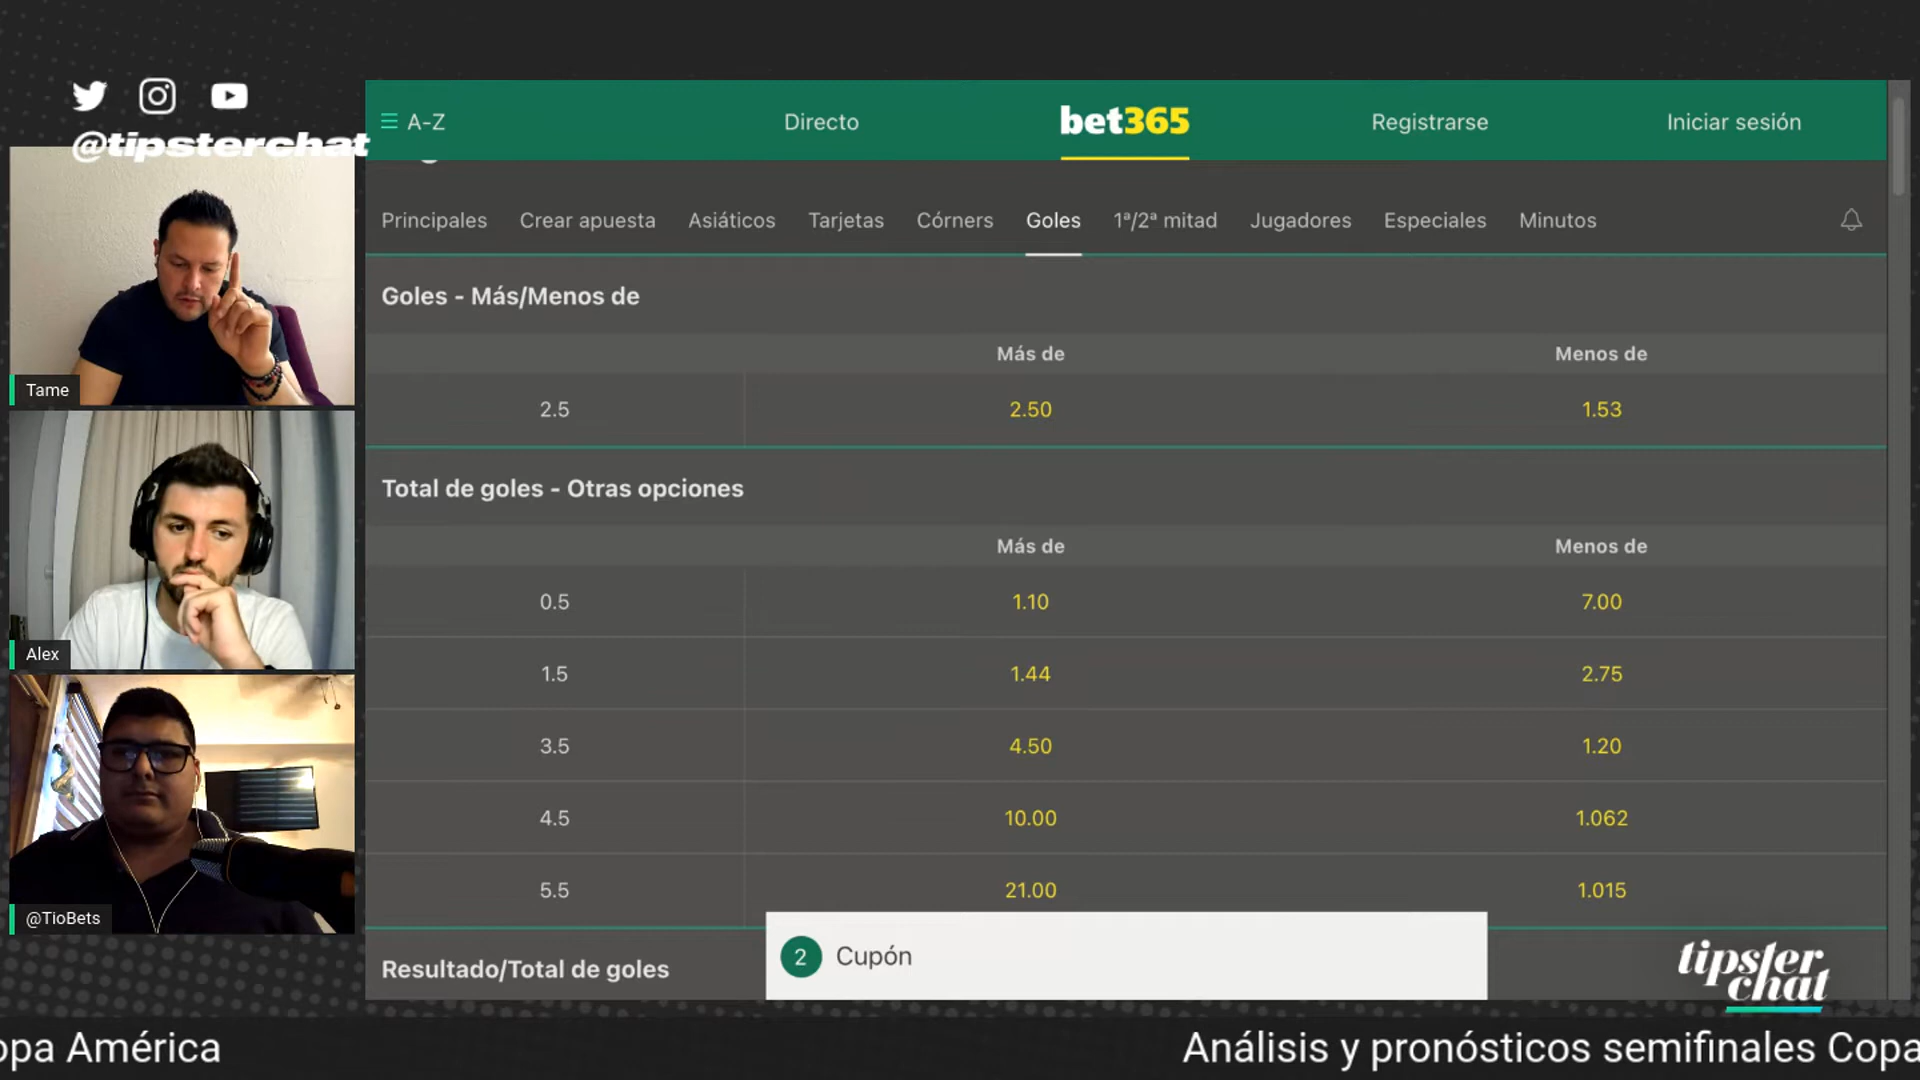 @tipsterchat
A-Z
Directo
bet365
Registrarse
Iniciar sesión
Principales
Crear apuesta
Asiáticos
Tarjetas
Córners
Goles
1ª/2ª mitad
Jugadores
Especiales
Minutos
Goles - Más/Menos de
Más de
Menos de
2.5
2.50
1.53
Total de goles - Otras opciones
Más de
Menos de
0.5
1.10
7.00
1.5
1.44
2.75
3.5
4.50
1.20
4.5
10.00
1.062
5.5
21.00
1.015
Resultado/Total de goles
2
Cupón
Tame
Alex
@TioBets
tipster
chat
opa América
Análisis y pronósticos semifinales Copa